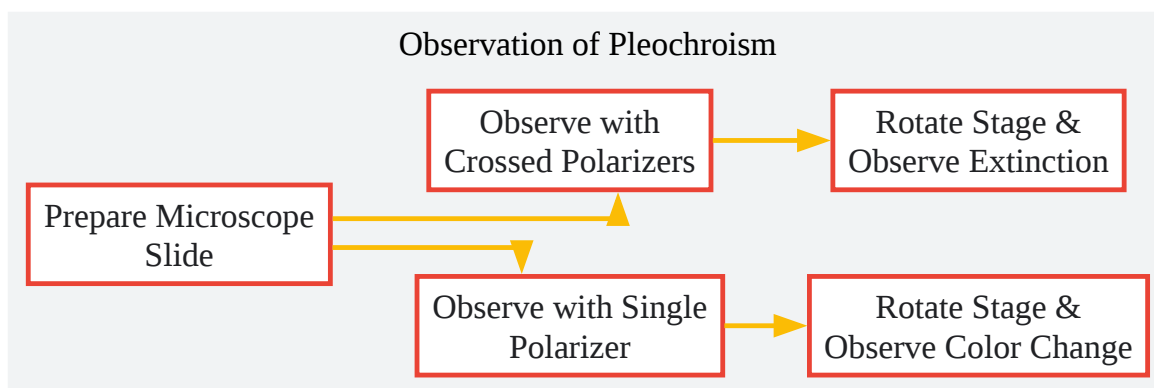 Observation of Pleochroism
Prepare Microscope
Slide
Observe with
Crossed Polarizers
Rotate Stage &
Observe Extinction
Observe with Single
Polarizer
Rotate Stage &
Observe Color Change